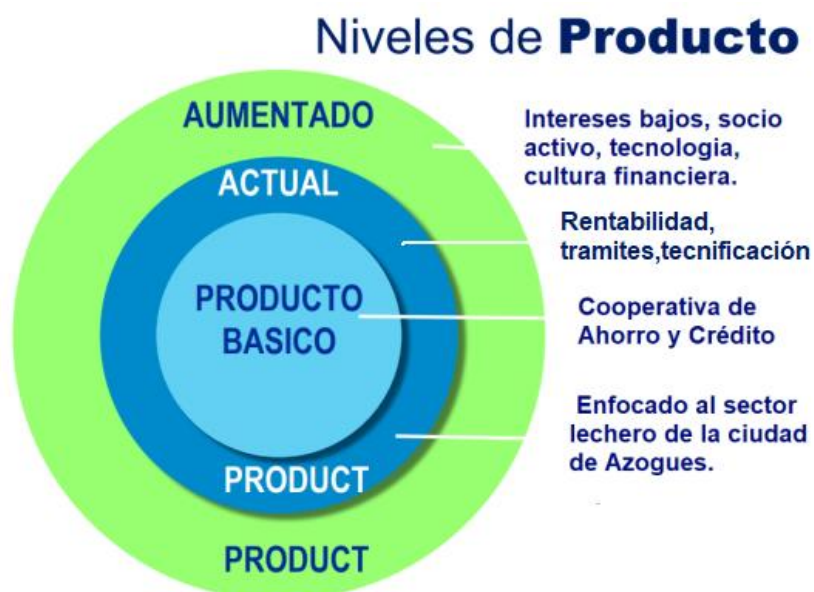 Niveles de Producto
AUMENTADO
ACTUAL
PRODUCTO
BASICO
PRODUCT
PRODUCT
Intereses bajos, socio
activo, tecnologia,
cultura financiera.
Rentabilidad,
tramites,tecnificación
Cooperativa de
Ahorro y Crédito
Enfocado al sector
lechero de la ciudad
de Azogues.